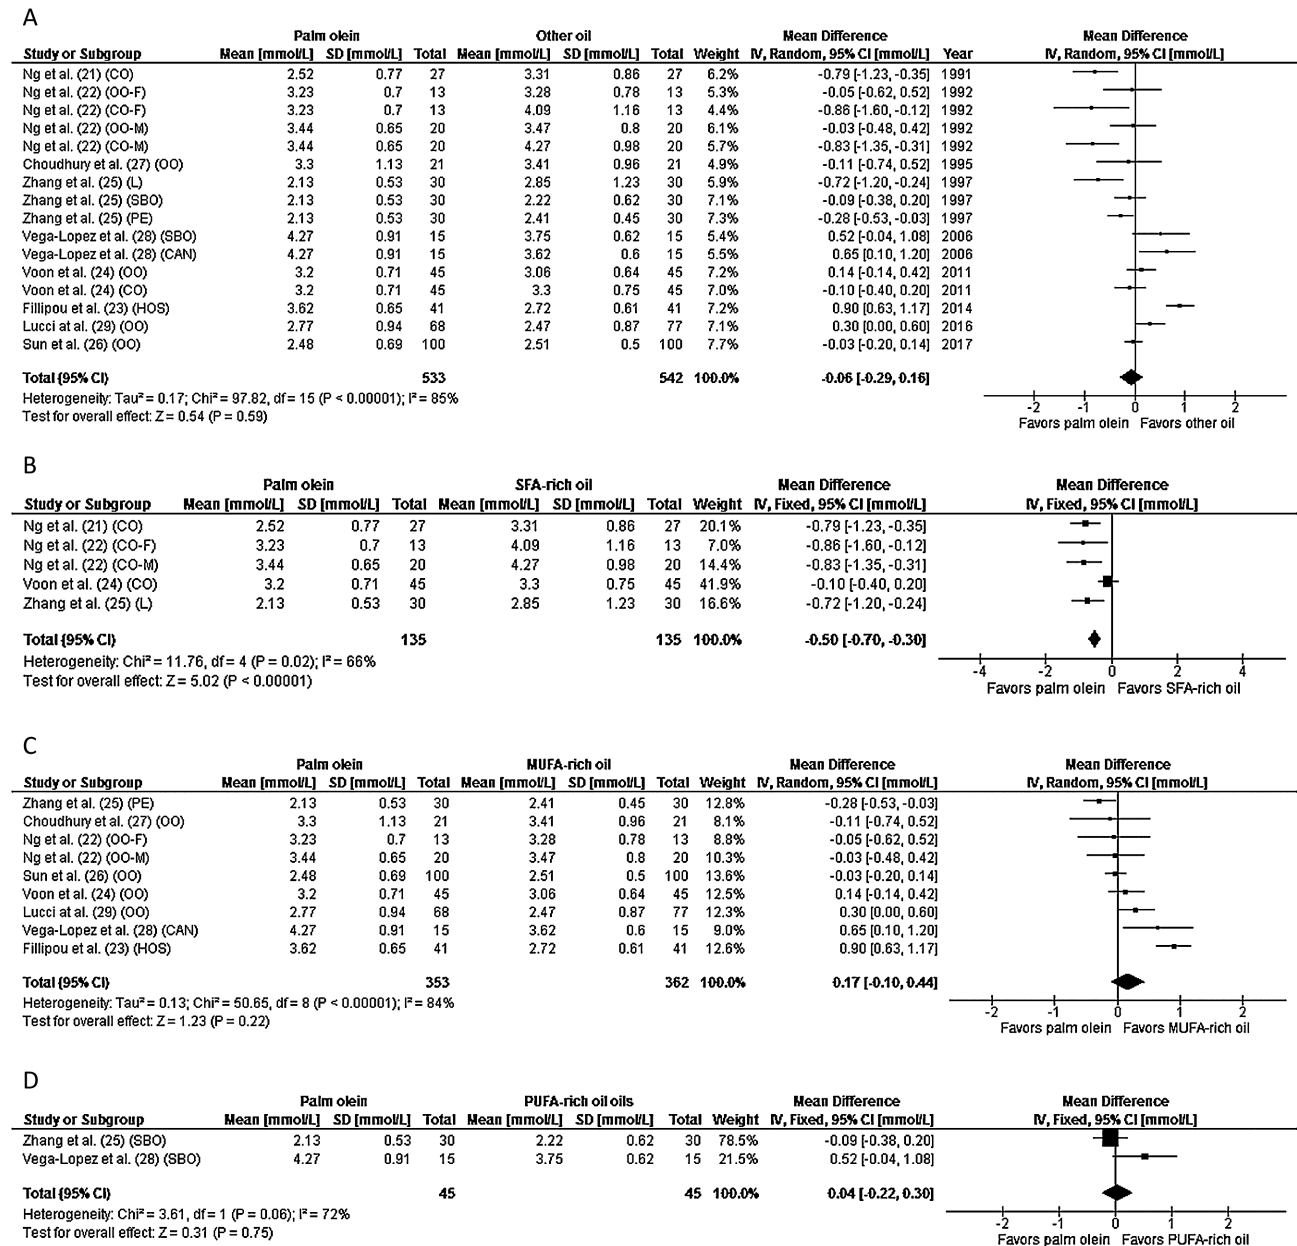 A
Palm olein Other oil Mean Difference Mean Difference
Study or Subgroup Mean [mmol/L] SD [mmol/L] Total Mean [mmol/L] SD [mmol/L] Total Weight IV, Random, 95% CI [mmol/L] Year IV, Random, 95% CI [mmol/L]
Ng et al. (21) (CO) 2.52 0.77 27 3.31 0.86 27 6.2% -0.79 [-1.23, -0.35] 1991
Ng et al. (22) (OO-F) 3.23 0.7 13 3.28 0.78 13 5.3% -0.05 [-0.62, 0.52] 1992
Ng et al. (22) (CO-F) 3.23 0.7 13 4.09 1.16 13 4.4% -0.86 [-1.60, -0.12] 1992
Ng et al. (22) (OO-M) 3.44 0.65 20 3.47 0.8 20 6.1% -0.03 [-0.48, 0.42] 1992
Ng et al. (22) (CO-M) 3.44 0.65 20 4.27 0.98 20 5.7% -0.83 [-1.35, -0.31] 1992
Choudhury et al. (27) (OO) 3.3 1.13 21 3.41 0.96 21 4.9% -0.11 [-0.74, 0.52] 1995
Zhang et al. (25) (L) 2.13 0.53 30 2.85 1.23 30 5.9% -0.72 [-1.20, -0.24] 1997
Zhang et al. (25) (SBO) 2.13 0.53 30 2.22 0.62 30 7.1% -0.09 [-0.38, 0.20] 1997
Zhang et al. (25) (PE) 2.13 0.53 30 2.41 0.45 30 7.4% -0.28 [-0.53, -0.03] 1997
Vega-Lopez et al. (28) (SBO) 4.27 0.91 15 3.75 0.62 15 5.4% 0.52 [-0.04, 1.08] 2006
Vega-Lopez et al. (28) (CAN) 4.27 0.91 15 3.62 0.6 15 5.5% 0.65 [0.10, 1.20] 2006
Voon et al. (24) (OO) 3.2 0.71 45 3.06 0.64 45 7.2% 0.14 [-0.14, 0.42] 2011
Voon et al. (24) (CO) 3.2 0.71 45 3.3 0.75 45 7.0% -0.10 [-0.40, 0.20] 2011
Fillipou et al. (23) (HOS) 3.62 0.65 41 2.72 0.61 41 7.2% 0.90 [0.63, 1.17] 2014
Lucci at al. (29) (OO) 2.77 0.94 68 2.47 0.87 77 7.1% 0.30 [0.00, 0.60] 2016
Sun et al. (26) (OO) 2.48 0.69 100 2.51 0.5 100 7.7% -0.03 [-0.20, 0.14] 2017
Total (95% CI) 533 542 100.0% -0.06 [-0.29, 0.16]
Heterogeneity: Tau² = 0.17; Chi² = 97.82, df = 15 (P < 0.00001); I² = 85%
Test for overall effect: Z = 0.54 (P = 0.59)
-2 -1 0 1 2
Favors palm olein Favors other oil
B
Palm olein SFA-rich oil Mean Difference Mean Difference
Study or Subgroup Mean [mmol/L] SD [mmol/L] Total Mean [mmol/L] SD [mmol/L] Total Weight IV, Fixed, 95% CI [mmol/L] IV, Fixed, 95% CI [mmol/L]
Ng et al. (21) (CO) 2.52 0.77 27 3.31 0.86 27 20.1% -0.79 [-1.23, -0.35]
Ng et al. (22) (CO-F) 3.23 0.7 13 4.09 1.16 13 7.0% -0.86 [-1.60, -0.12]
Ng et al. (22) (CO-M) 3.44 0.65 20 4.27 0.98 20 14.4% -0.83 [-1.35, -0.31]
Voon et al. (24) (CO) 3.2 0.71 45 3.3 0.75 45 41.9% -0.10 [-0.40, 0.20]
Zhang et al. (25) (L) 2.13 0.53 30 2.85 1.23 30 16.6% -0.72 [-1.20, -0.24]
Total (95% CI) 135 135 100.0% -0.50 [-0.70, -0.30]
Heterogeneity: Chi² = 11.76, df = 4 (P = 0.02); I² = 66%
Test for overall effect: Z = 5.02 (P < 0.00001)
-4 -2 0 2 4
Favors palm olein Favors SFA-rich oil
C
Palm olein MUFA-rich oil Mean Difference Mean Difference
Study or Subgroup Mean [mmol/L] SD [mmol/L] Total Mean [mmol/L] SD [mmol/L] Total Weight IV, Random, 95% CI [mmol/L] IV, Random, 95% CI [mmol/L]
Zhang et al. (25) (PE) 2.13 0.53 30 2.41 0.45 30 12.8% -0.28 [-0.53, -0.03]
Choudhury et al. (27) (OO) 3.3 1.13 21 3.41 0.96 21 8.1% -0.11 [-0.74, 0.52]
Ng et al. (22) (OO-F) 3.23 0.7 13 3.28 0.78 13 8.8% -0.05 [-0.62, 0.52]
Ng et al. (22) (OO-M) 3.44 0.65 20 3.47 0.8 20 10.3% -0.03 [-0.48, 0.42]
Sun et al. (26) (OO) 2.48 0.69 100 2.51 0.5 100 13.6% -0.03 [-0.20, 0.14]
Voon et al. (24) (OO) 3.2 0.71 45 3.06 0.64 45 12.5% 0.14 [-0.14, 0.42]
Lucci at al. (29) (OO) 2.77 0.94 68 2.47 0.87 77 12.3% 0.30 [0.00, 0.60]
Vega-Lopez et al. (28) (CAN) 4.27 0.91 15 3.62 0.6 15 9.0% 0.65 [0.10, 1.20]
Fillipou et al. (23) (HOS) 3.62 0.65 41 2.72 0.61 41 12.6% 0.90 [0.63, 1.17]
Total (95% CI) 353 362 100.0% 0.17 [-0.10, 0.44]
Heterogeneity: Tau² = 0.13; Chi² = 50.65, df = 8 (P < 0.00001); I² = 84%
Test for overall effect: Z = 1.23 (P = 0.22)
-2 -1 0 1 2
Favors palm olein Favors MUFA-rich oil
D
Palm olein PUFA-rich oil oils Mean Difference Mean Difference
Study or Subgroup Mean [mmol/L] SD [mmol/L] Total Mean [mmol/L] SD [mmol/L] Total Weight IV, Fixed, 95% CI [mmol/L] IV, Fixed, 95% CI [mmol/L]
Zhang et al. (25) (SBO) 2.13 0.53 30 2.22 0.62 30 78.5% -0.09 [-0.38, 0.20]
Vega-Lopez et al. (28) (SBO) 4.27 0.91 15 3.75 0.62 15 21.5% 0.52 [-0.04, 1.08]
Total (95% CI) 45 45 100.0% 0.04 [-0.22, 0.30]
Heterogeneity: Chi² = 3.61, df = 1 (P = 0.06); I² = 72%
Test for overall effect: Z = 0.31 (P = 0.75)
-2 -1 0 1 2
Favors palm olein Favors PUFA-rich oil